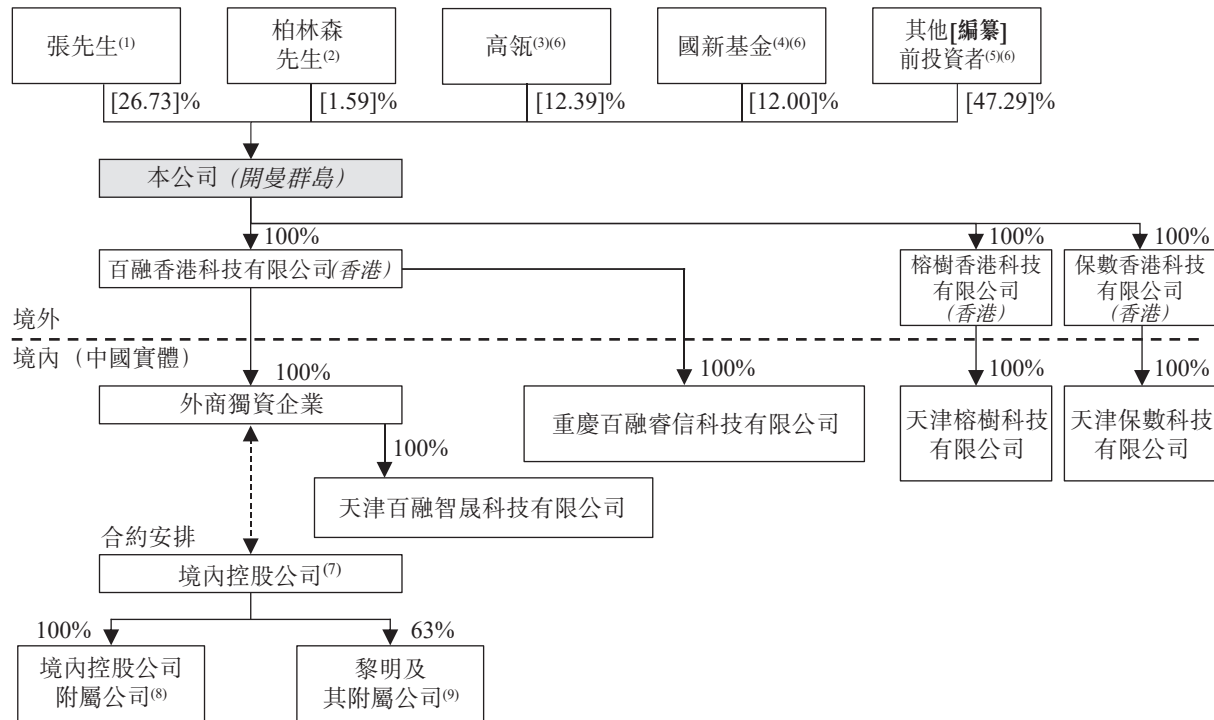 張先生(1)
柏林森
先生(2)
高瓴(3)(6)
國新基金(4)(6)
其他[編纂]
前投資者(5)(6)
[26.73]%
[1.59]%
[12.39]%
[12.00]%
[47.29]%
本公司（開曼群島）
100%
100%
100%
百融香港科技有限公司(香港)
榕樹香港科技
有限公司
(香港)
保數香港科技
有限公司
(香港)
境外
境內（中國實體）
100%
100%
100%
100%
外商獨資企業
重慶百融睿信科技有限公司
天津榕樹科技
有限公司
天津保數科技
有限公司
100%
天津百融智晟科技有限公司
合約安排
境內控股公司(7)
100%
63%
境內控股公司
附屬公司(8)
黎明及
其附屬公司(9)